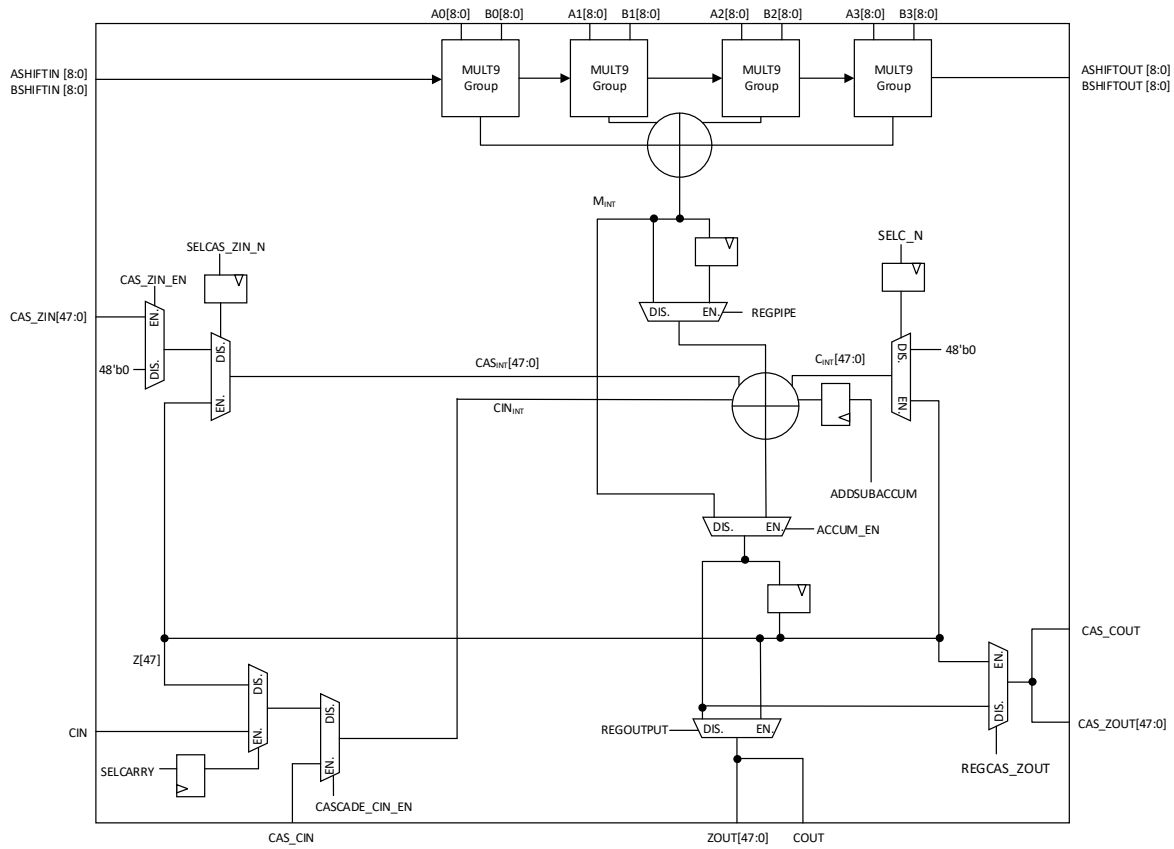 A0[8:0] B0[8:0] A1[8:0] B1[8:0] A2[8:0] B2[8:0] A3[8:0] B3[8:0]
ASHIFTIN [8:0]
BSHIFTIN [8:0]
MULT9
Group
MULT9
Group
MULT9
Group
MULT9
Group
ASHIFTOUT [8:0]
BSHIFTOUT [8:0]
MINT
SELCAS_ZIN_N
SELC_N
CAS_ZIN_EN
CAS_ZIN[47:0]
EN.
DIS.
48'b0
DIS.
EN.
DIS. EN.
REGPIPE
CASINT[47:0]
CININT
CINT[47:0]
DIS.
EN.
48'b0
ADDSUBACCUM
DIS. EN.
ACCUM_EN
Z[47]
DIS.
EN.
CIN
SELCARRY
DIS.
EN.
CASCADE_CIN_EN
CAS_CIN
REGOUTPUT
DIS. EN.
EN.
DIS.
REGCAS_ZOUT
CAS_COUT
CAS_ZOUT[47:0]
ZOUT[47:0] COUT